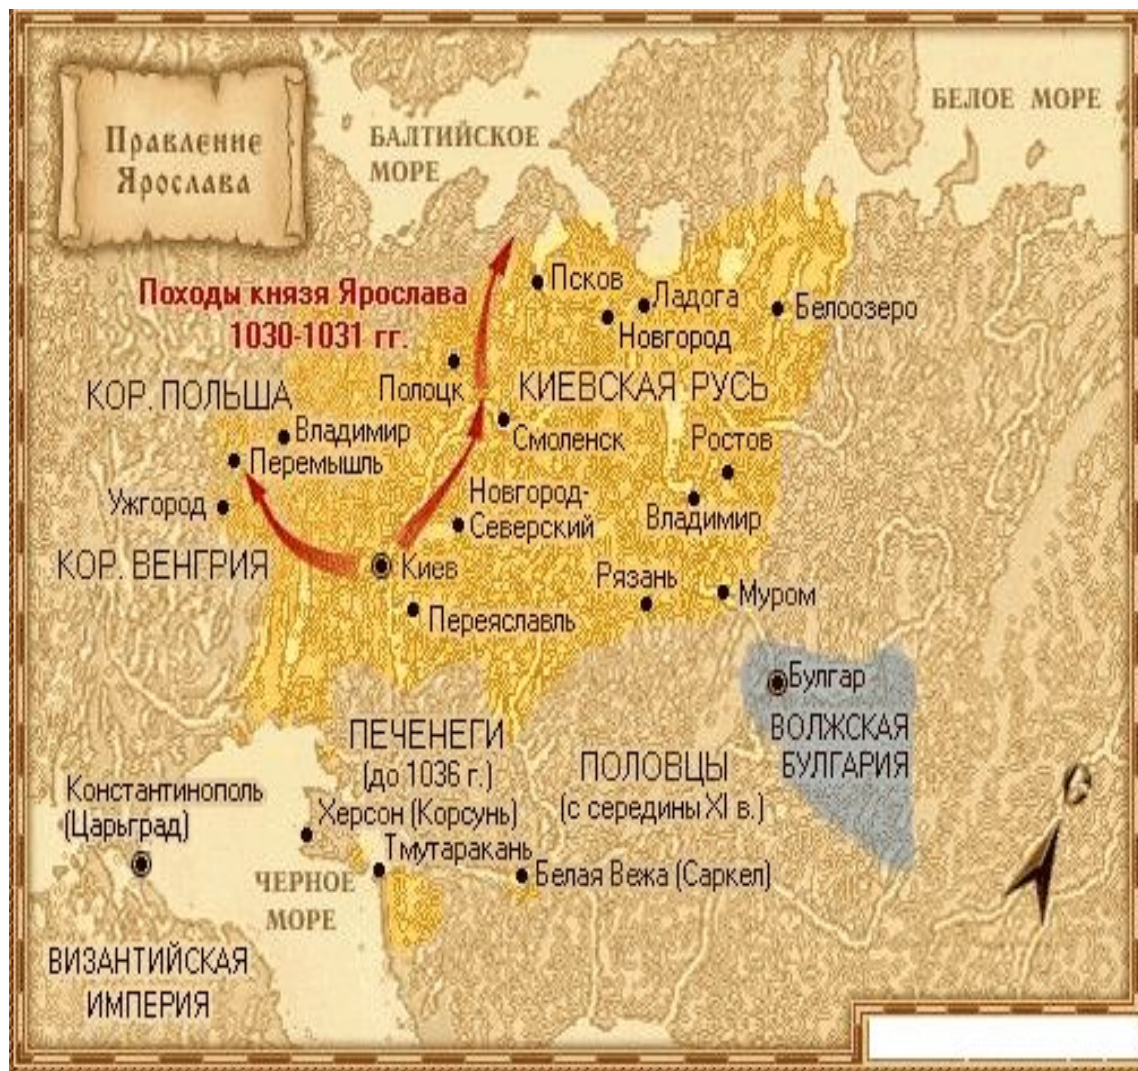 Правление
Ярослава
БЕЛОЕ МОРЕ
БАЛТИЙСКОЕ
МОРЕ
Походы князя Ярослава
1030-1031 гг.
Псков
Ладога
Новгород
Белоозеро
Полоцк
КИЕВСКАЯ РУСЬ
КОР. ПОЛЬША
Владимир
Перемышль
Смоленск
Ростов
Ужгород
Новгород-
Северский
Владимир
КОР. ВЕНГРИЯ
Киев
Рязань
Муром
Переяславль
Булгар
ВОЛЖСКАЯ
БУЛГАРИЯ
ПЕЧЕНЕГИ
(до 1036 г.)
ПОЛОВЦЫ
(с середины XI в.)
Константинополь
(Царьград)
Херсон (Корсунь)
Тмутаракань
Белая Вежа (Саркел)
ЧЕРНОЕ
МОРЕ
С
ВИЗАНТИЙСКАЯ
ИМПЕРИЯ